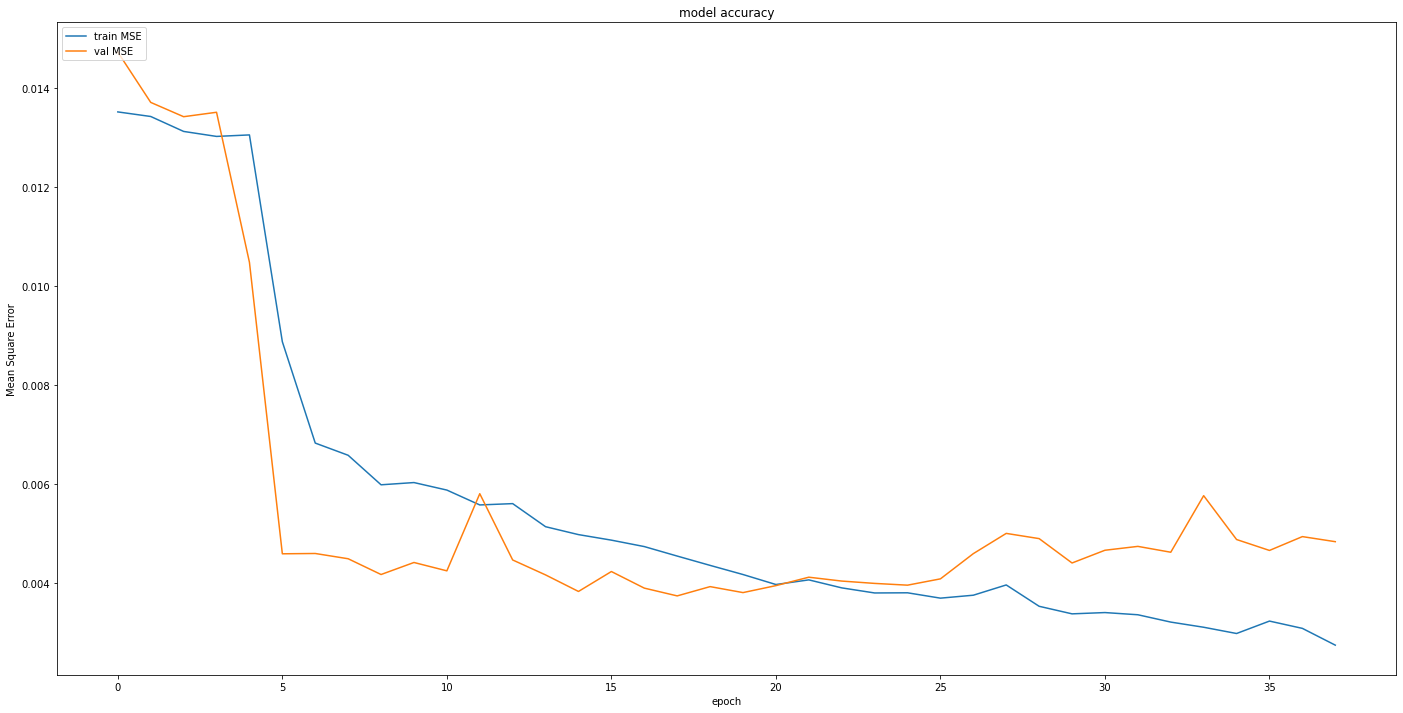 model accuracy
train MSE
val MSE
0.014
0.012
0.010
0.008
0.006
0.004
Mean Square Error
0 5 10 15 20 25 30 35
epoch